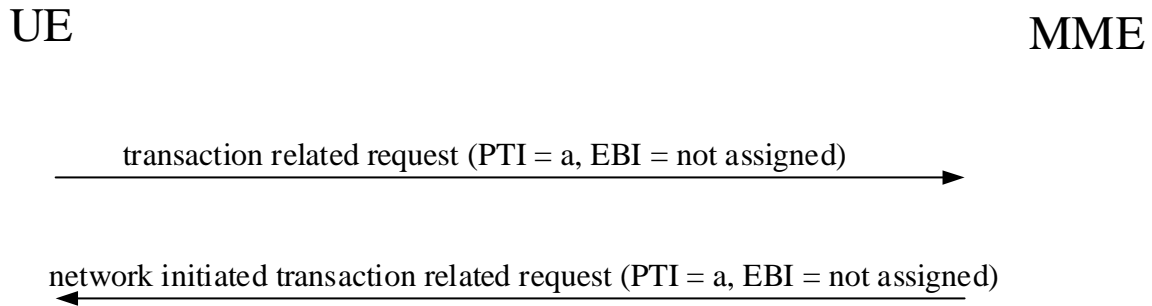 UE
MME
transaction related request (PTI = a, EBI = not assigned)
network initiated transaction related request (PTI = a, EBI = not assigned)